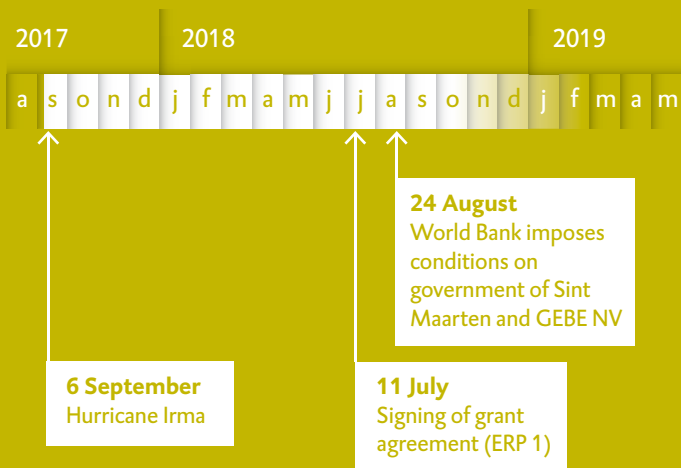 2017 2018 2019
a s o n d j f m a m j j a s o n d j f m a m
24 August
World Bank imposes
conditions on
government of Sint
Maarten and GEBE NV
6 September
Hurricane Irma
11 July
Signing of grant
agreement (ERP 1)